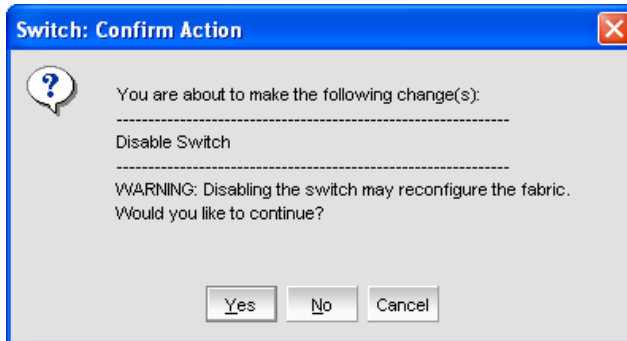 Switch: Confirm Action
You are about to make the following change(s):
------------------------------------------------------------
Disable Switch
------------------------------------------------------------
WARNING: Disabling the switch may reconfigure the fabric.
Would you like to continue?
Yes No Cancel